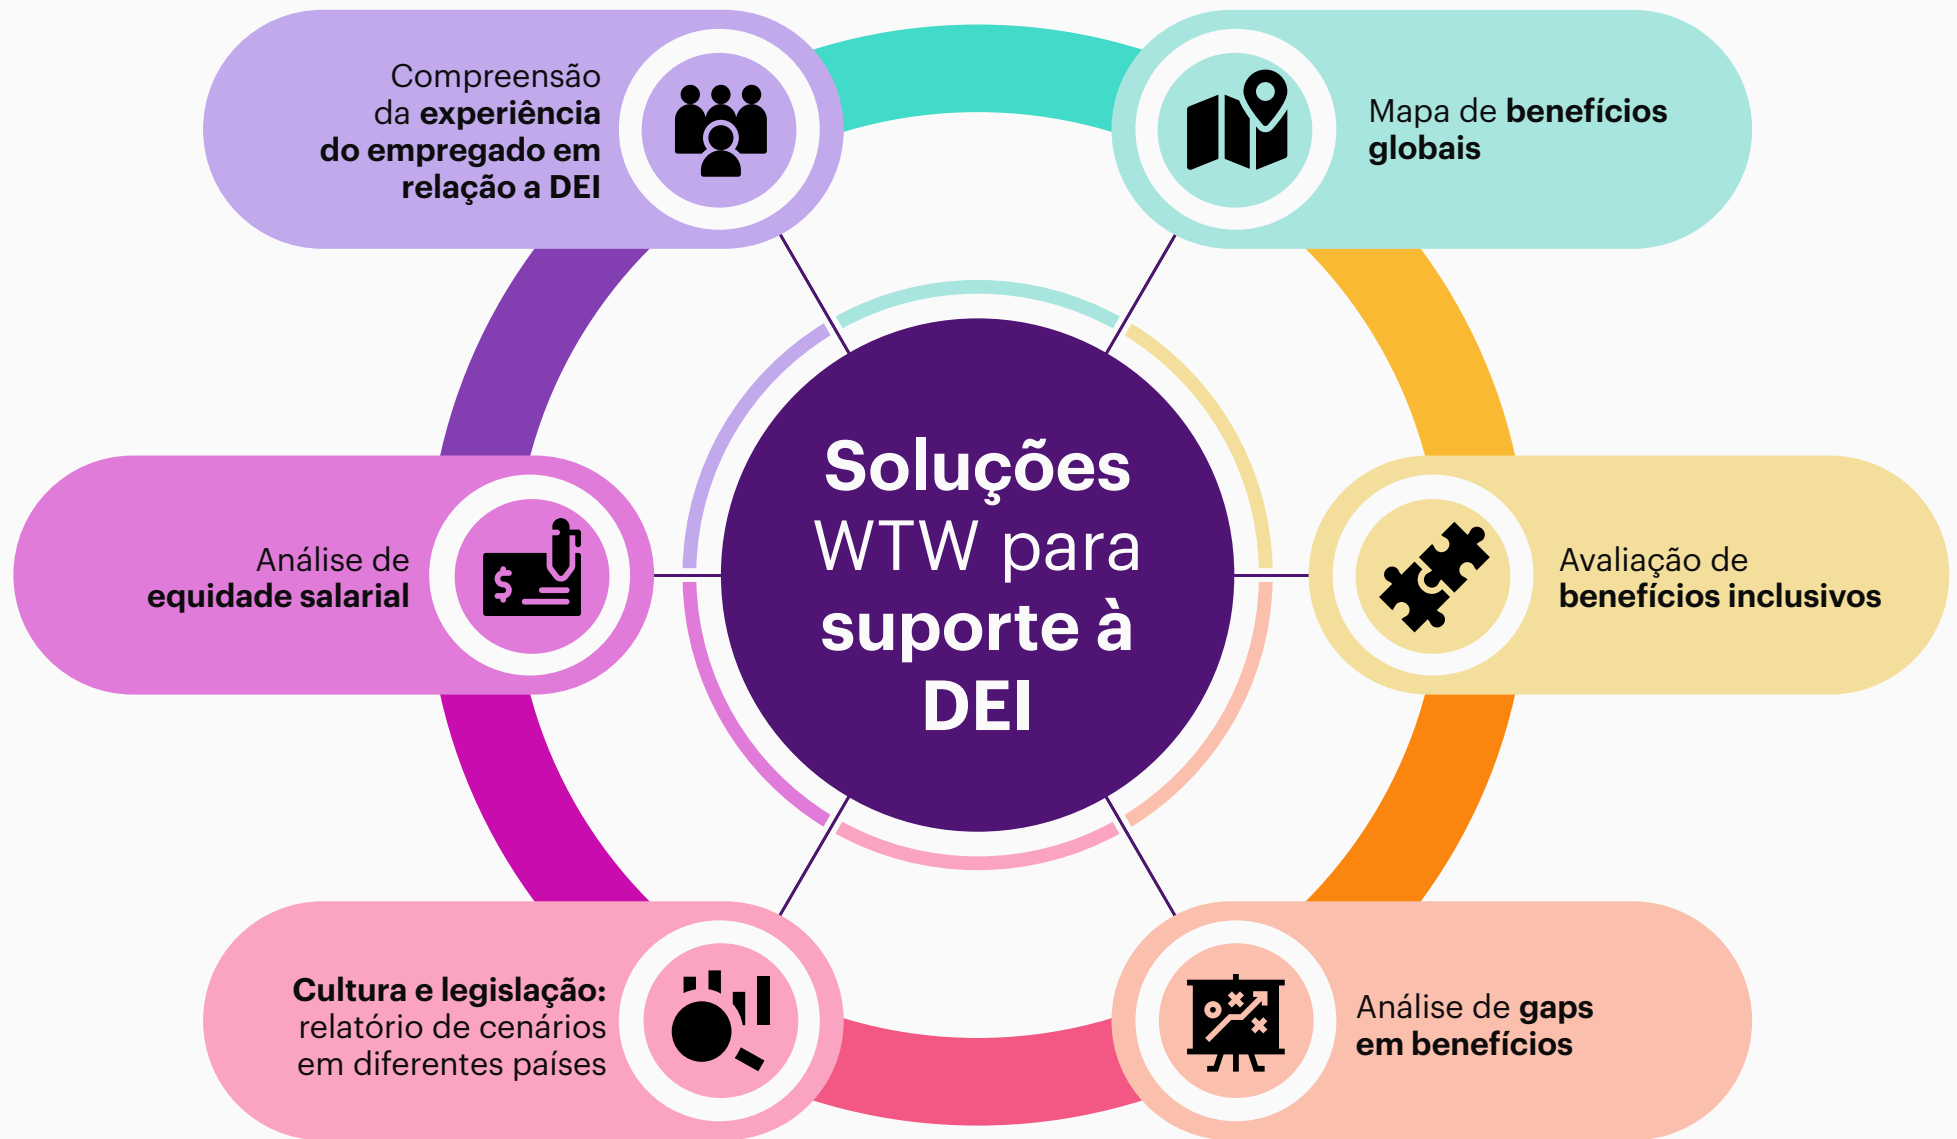 Compreensão
da experiência
do empregado em
relação a DEI
Mapa de benefícios
globais
Análise de
equidade salarial
Soluções
WTW para
suporte à
DEI
Avaliação de
benefícios inclusivos
Cultura e legislação:
relatório de cenários
em diferentes países
Análise de gaps
em benefícios
$